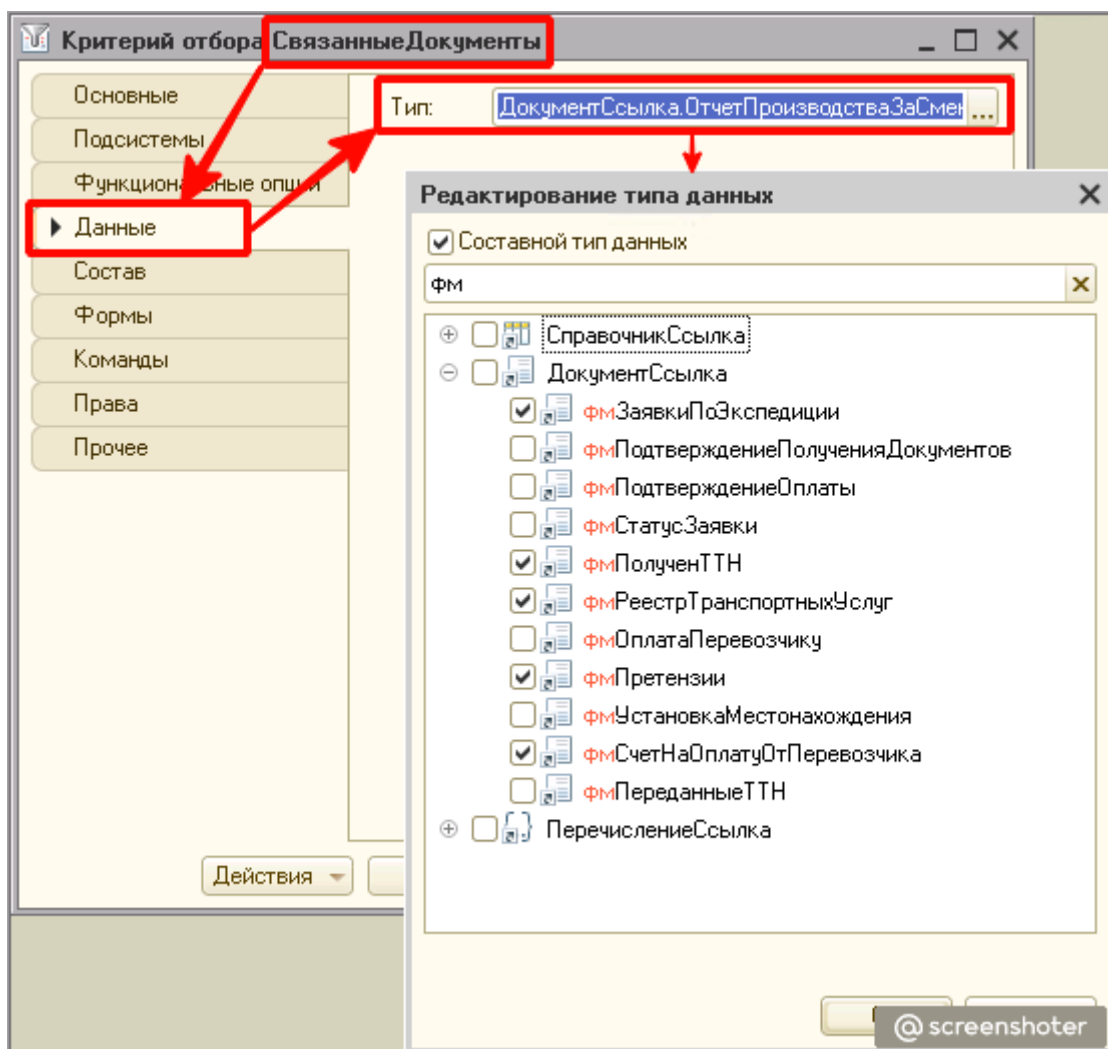 Критерий отбора СвязанныеДокументы
Основные
Подсистемы
Функциональные опции
Данные
Состав
Формы
Команды
Права
Прочее
Тип: ДокументСсылка.ОтчетПроизводстваЗаСмен ...
Редактирование типа данных
Составной тип данных
фм
СправочникСсылка
ДокументСсылка
фмЗаявкиПоЭкспедиции
фмПодтверждениеПолученияДокументов
фмПодтверждениеОплаты
фмСтатусЗаявки
фмПолученТТН
фмРеестрТранспортныхУслуг
фмОплатаПеревозчику
фмПретензии
фмУстановкаМестонахождения
фмСчетНаОплатуОтПеревозчика
фмПереданныеТТН
ПеречислениеСсылка
Действия
@ screenshoter